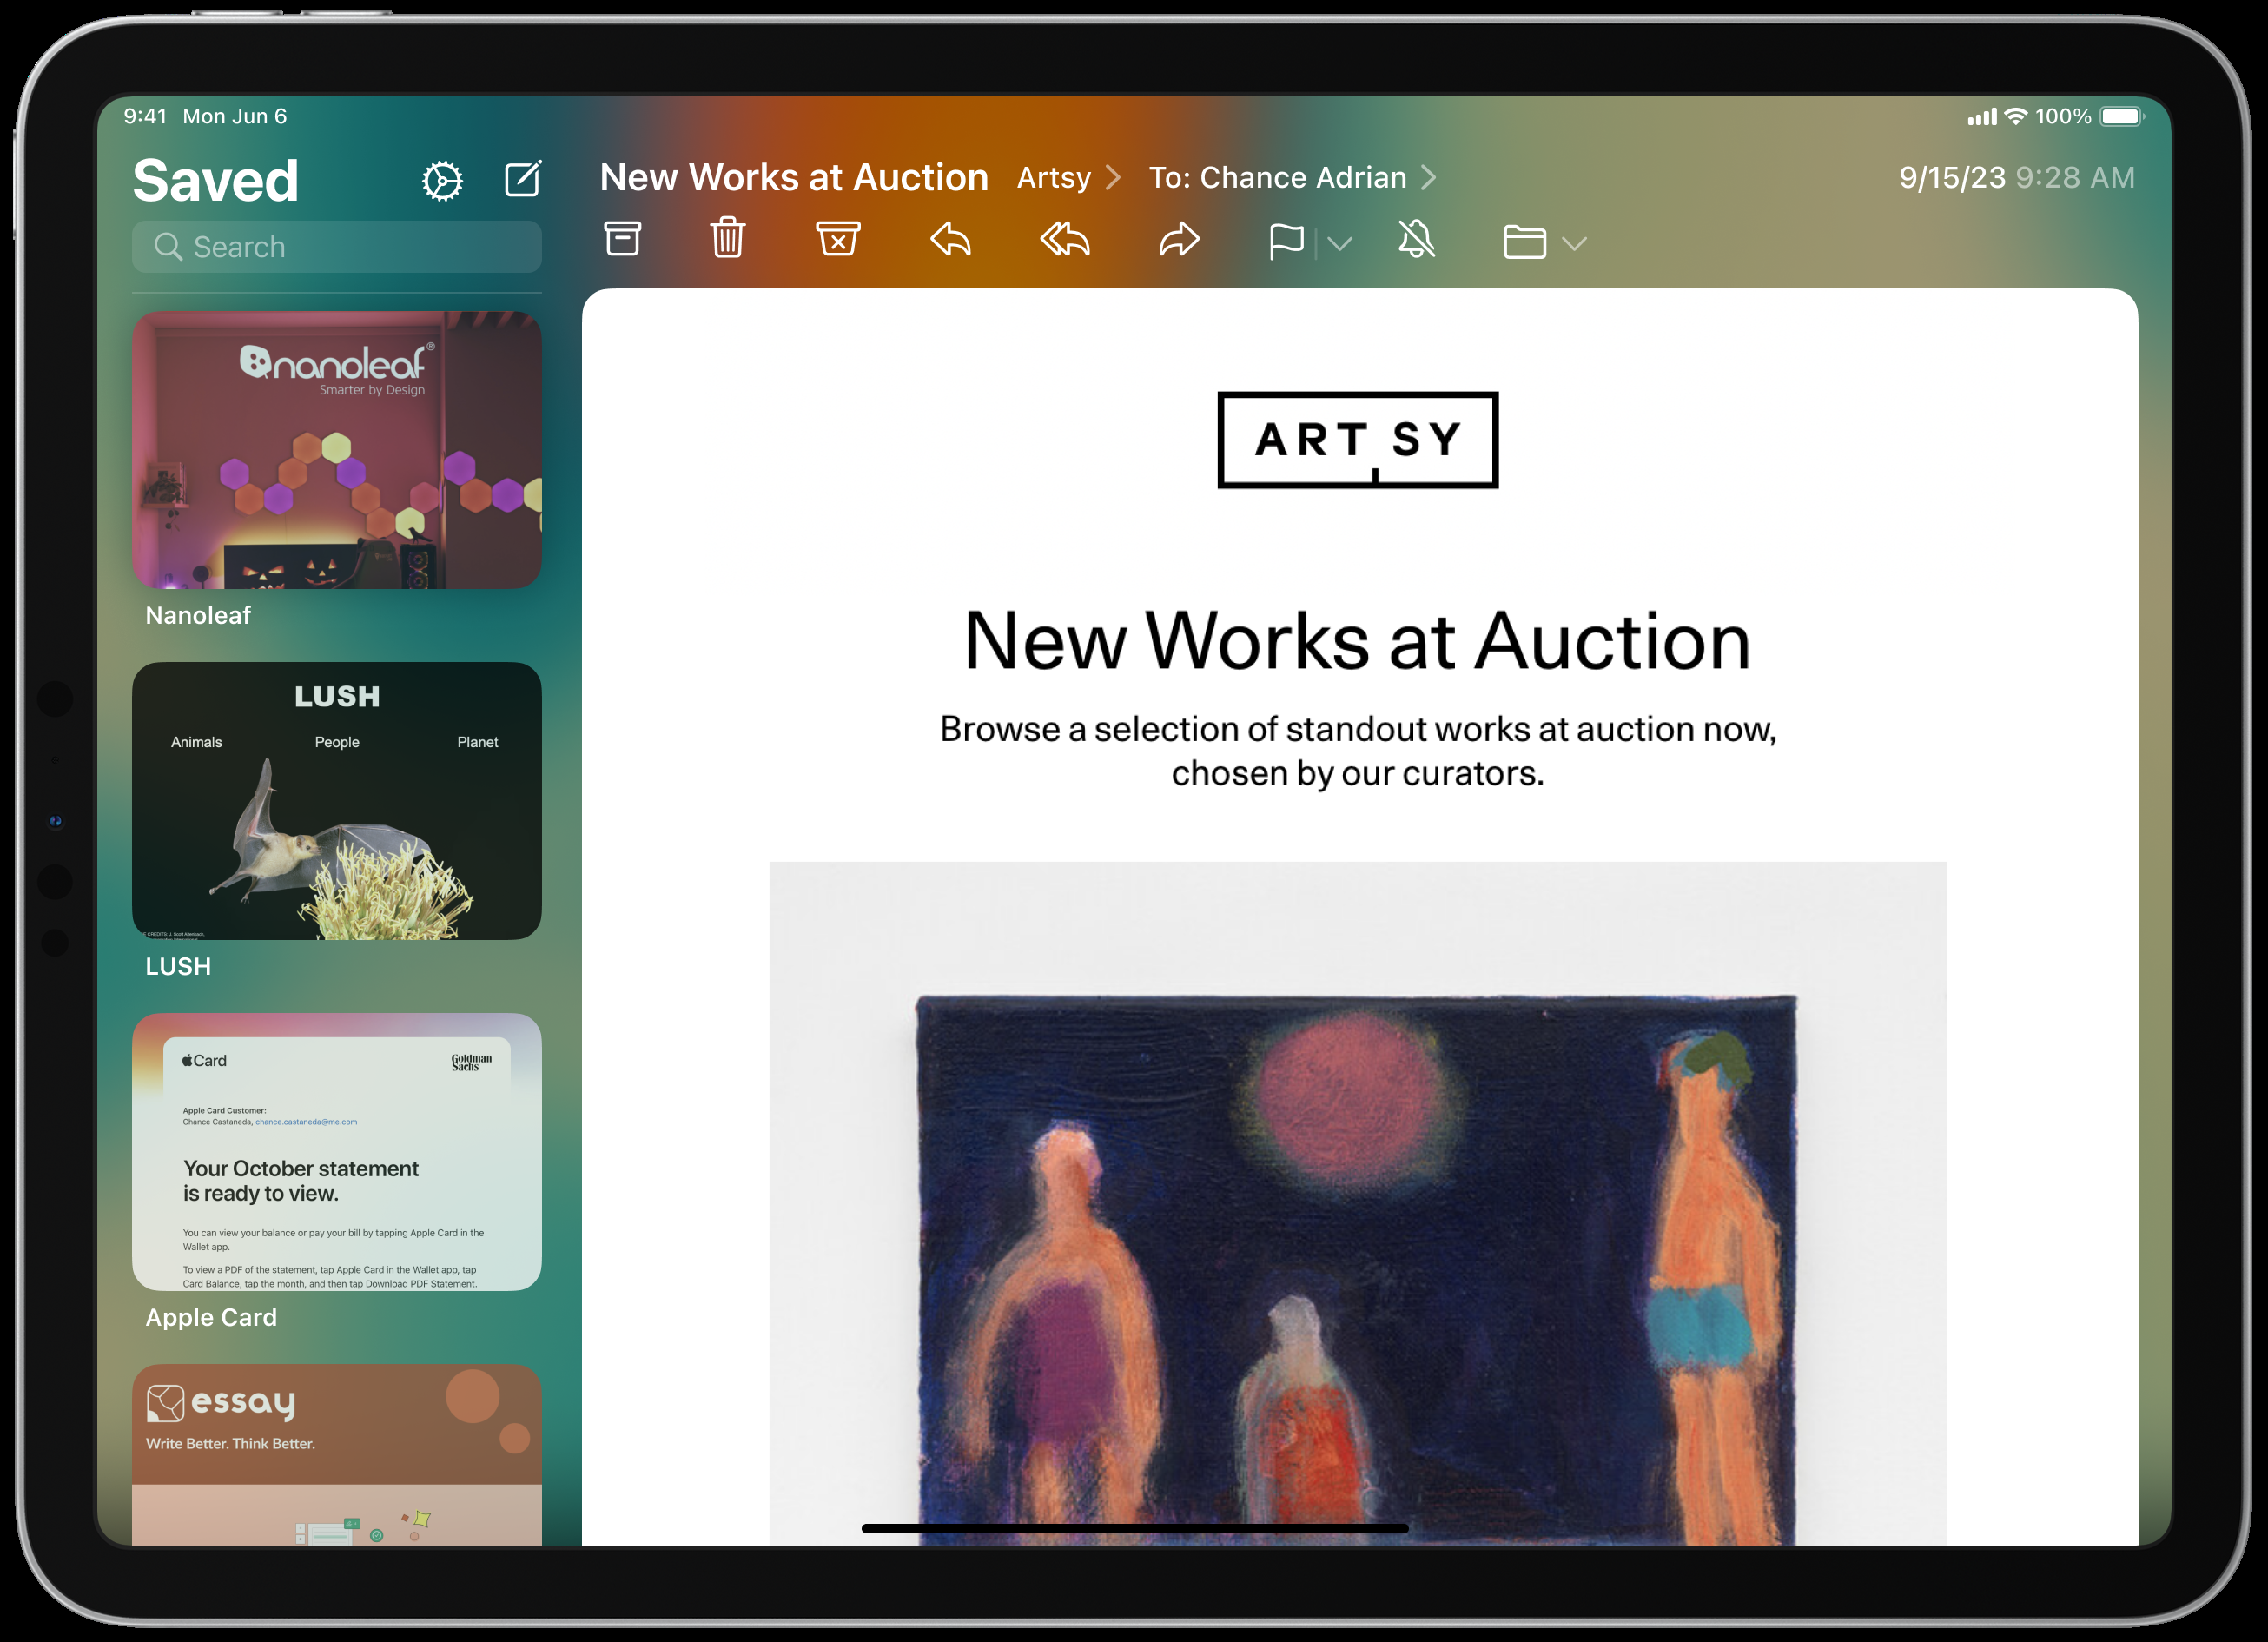 9:41 Mon Jun 6
100%
Saved
Search
nanoleaf®
Smarter by Design
Nanoleaf
LUSH
Animals People Planet
LUSH
Card
Goldman
Sachs
Apple Card Customer:
Chance Castaneda, chance.castaneda@me.com
Your October statement
is ready to view.
You can view your balance or pay your bill by tapping Apple Card in the
Wallet app.
To view a PDF of the statement, tap Apple Card in the Wallet app, tap
Card Balance, tap the month, and then tap Download PDF Statement.
Apple Card
essay
Write Better. Think Better.
New Works at Auction Artsy To: Chance Adrian 9/15/23 9:28 AM
ARTSY
New Works at Auction
Browse a selection of standout works at auction now,
chosen by our curators.